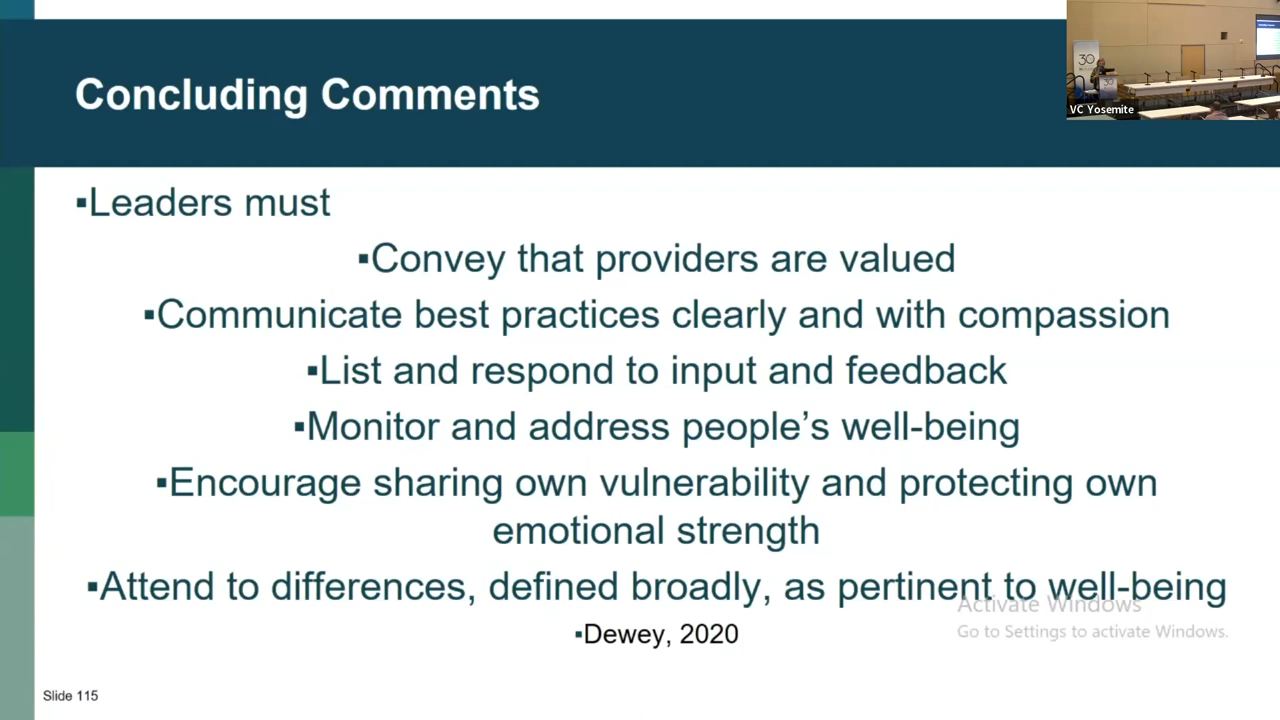 Concluding Comments
30
30
VC Yosemite
▪Leaders must
▪Convey that providers are valued
▪Communicate best practices clearly and with compassion
▪List and respond to input and feedback
▪Monitor and address people’s well-being
▪Encourage sharing own vulnerability and protecting own
emotional strength
▪Attend to differences, defined broadly, as pertinent to well-being
Activate Windows
Go to Settings to activate Windows.
▪Dewey, 2020
Slide 115